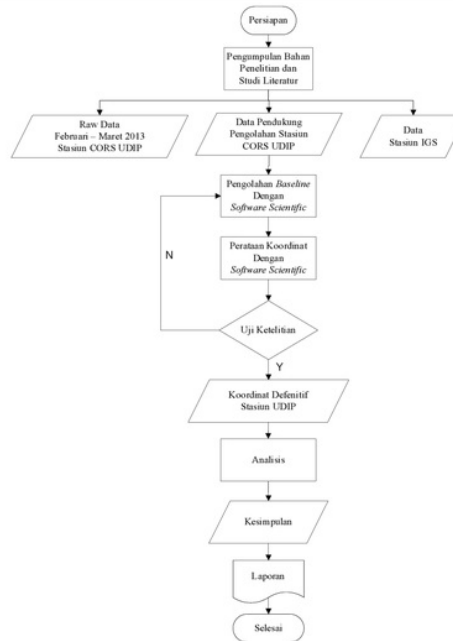 Persiapan
Pengumpulan Bahan
Penelitian dan
Studi Literatur
Raw Data
Februari – Maret 2013
Stasiun CORS UDIP
Data Pendukung
Pengolahan Stasiun
CORS UDIP
Data
Stasiun IGS
Pengolahan Baseline
Dengan
Software Scientific
N
Perataan Koordinat
Dengan
Software Scientific
Uji Ketelitian
Y
Koordinat Defenitif
Stasiun UDIP
Analisis
Kesimpulan
Laporan
Selesai